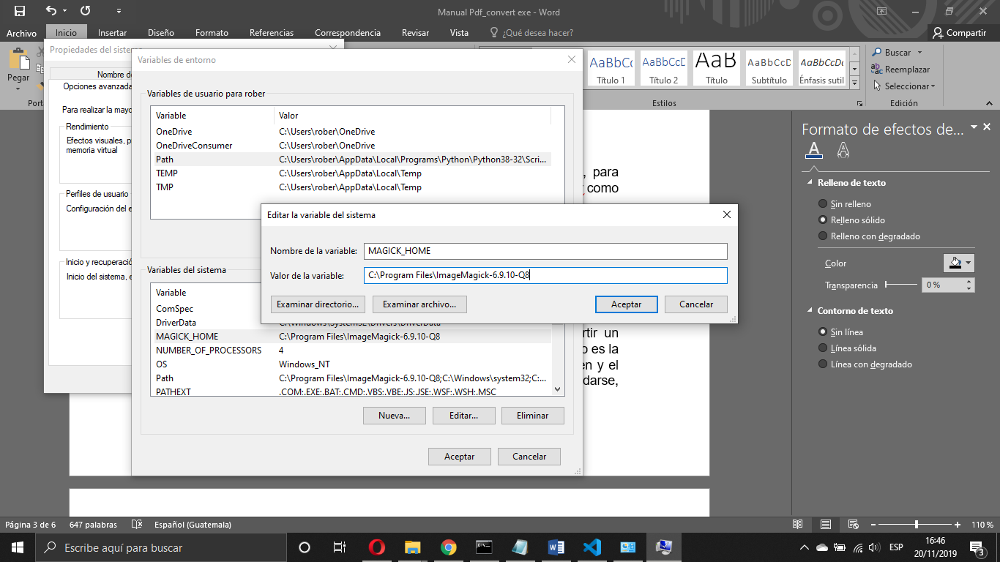 Manual Pdf_convert exe - Word
Archivo Inicio Insertar Diseño Formato Referencias Correspondencia Revisar Vista ¿Qué desea hacer? Compartir
Pegar
AaBbCc AaBbCcD AaB AaBbCcD AaBbCcDc
Título 1 Título 2 Título Subtítulo Énfasis sutil
Estilos
Buscar
Reemplazar
Seleccionar
Edición
Propiedades del sistema
Nombre de
Opciones avanzadas
Para realizar la mayo
Rendimiento
Efectos visuales, p
memoria virtual
Perfiles de usuario
Configuración del e
Inicio y recuperació
Inicio del sistema, e
Variables de entorno
Variables de usuario para rober
Variable Valor
OneDrive C:\Users\rober\OneDrive
OneDriveConsumer C:\Users\rober\OneDrive
Path C:\Users\rober\AppData\Local\Programs\Python\Python38-32\Scri...
TEMP C:\Users\rober\AppData\Local\Temp
TMP C:\Users\rober\AppData\Local\Temp
Editar la variable del sistema
Nombre de la variable: MAGICK_HOME
Valor de la variable: C:\Program Files\ImageMagick-6.9.10-Q8
Examinar directorio... Examinar archivo... Aceptar Cancelar
Variables del sistema
Variable
ComSpec
DriverData C:\Windows\System32\Drivers\DriverData
MAGICK_HOME C:\Program Files\ImageMagick-6.9.10-Q8
NUMBER_OF_PROCESSORS 4
OS Windows_NT
Path C:\Program Files\ImageMagick-6.9.10-Q8;C:\Windows\system32;C:...
PATHEXT .COM;.EXE;.BAT;.CMD;.VBS;.VBE;.JS;.JSE;.WSF;.WSH;.MSC
Nueva... Editar... Eliminar
Aceptar Cancelar
, para
como
rtir un
o es la
en y el
darse,
Formato de efectos de...
Relleno de texto
Sin relleno
Relleno sólido
Relleno con degradado
Color
Transparencia 0 %
Contorno de texto
Sin línea
Línea sólida
Línea con degradado
Página 3 de 6 647 palabras Español (Guatemala) 110 %
Escribe aquí para buscar
ESP
16:46
20/11/2019
3